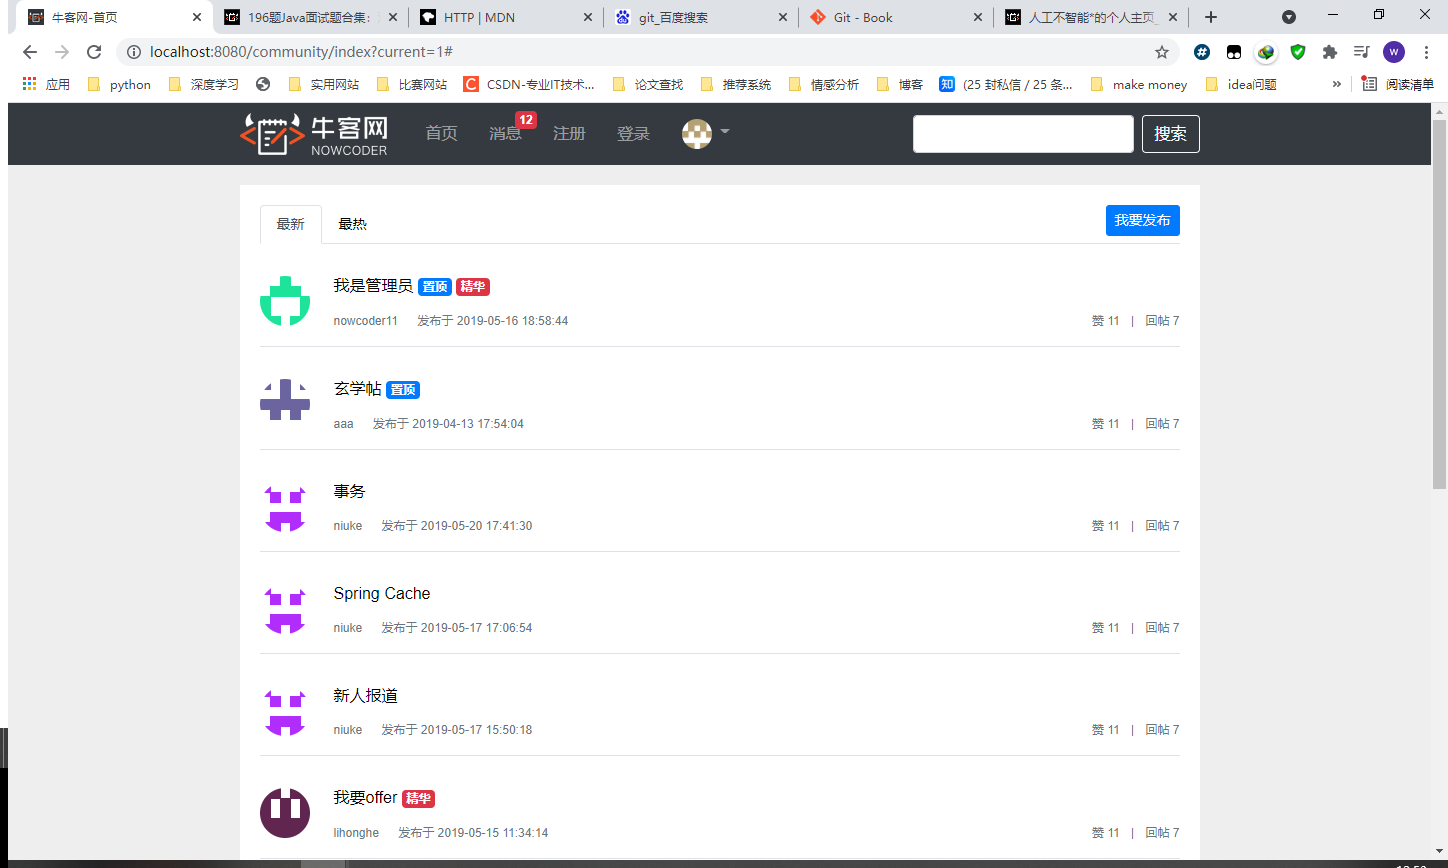 牛客网-首页
196题Java面试题合集：
HTTP | MDN
git_百度搜索
Git - Book
人工不智能*的个人主页_
localhost:8080/community/index?current=1#
W
应用
python
深度学习
实用网站
比赛网站
CSDN-专业IT技术...
论文查找
推荐系统
情感分析
博客
知
(25 封私信 / 25 条...
make money
idea问题
»
阅读清单
牛客网
NOWCODER
首页
消息 12
注册
登录
搜索
最新
最热
我要发布
我是管理员 置顶 精华
nowcoder11 发布于 2019-05-16 18:58:44 赞 11 | 回帖 7
玄学帖 置顶
aaa 发布于 2019-04-13 17:54:04 赞 11 | 回帖 7
事务
niuke 发布于 2019-05-20 17:41:30 赞 11 | 回帖 7
Spring Cache
niuke 发布于 2019-05-17 17:06:54 赞 11 | 回帖 7
新人报道
niuke 发布于 2019-05-17 15:50:18 赞 11 | 回帖 7
我要offer 精华
lihonghe 发布于 2019-05-15 11:34:14 赞 11 | 回帖 7